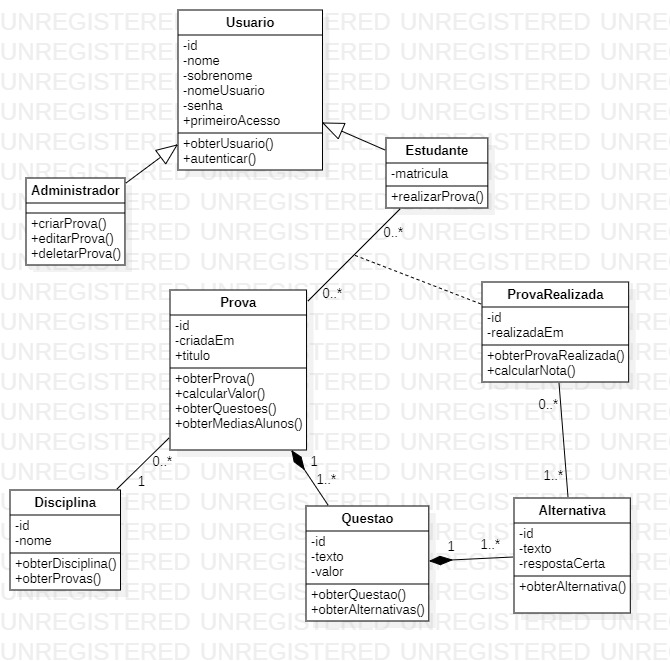 Usuario
-id
-nome
-sobrenome
-nomeUsuario
-senha
+primeiroAcesso
+obterUsuario()
+autenticar()
Estudante
-matricula
+realizarProva()
Administrador
+criarProva()
+editarProva()
+deletarProva()
0..*
0..*
Prova
-id
-criadaEm
+titulo
+obterProva()
+calcularValor()
+obterQuestoes()
+obterMediasAlunos()
ProvaRealizada
-id
-realizadaEm
+obterProvaRealizada()
+calcularNota()
0..*
1..*
0..*
1
1
1..*
Disciplina
-id
-nome
+obterDisciplina()
+obterProvas()
Questao
-id
-texto
-valor
+obterQuestao()
+obterAlternativas()
1
1..*
Alternativa
-id
-texto
-respostaCerta
+obterAlternativa()
UNREGISTERED UNREGISTERED UNREGISTERED UNREGISTERED